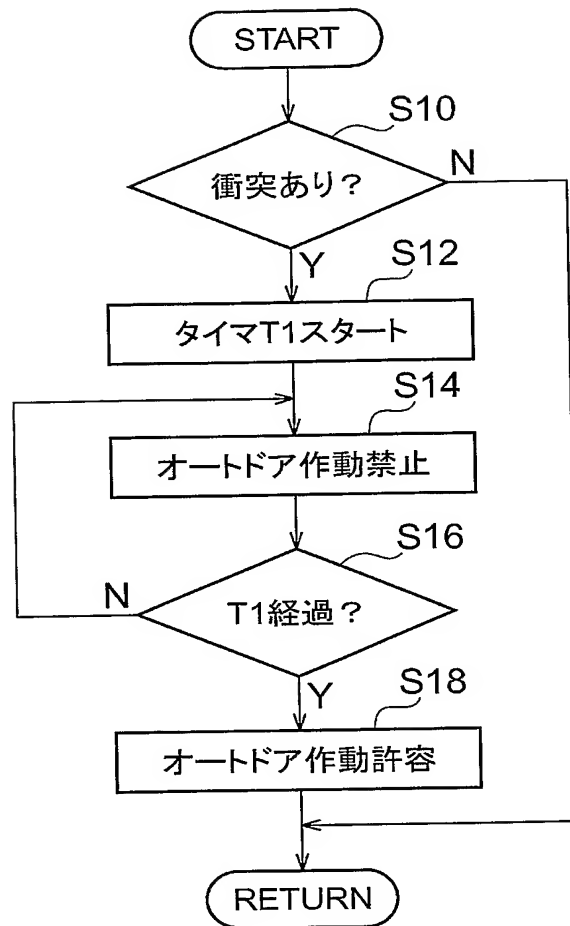 START
S10
衝突あり？
N
Y
S12
タイマT1スタート
S14
オートドア作動禁止
S16
N
T1経過？
Y
S18
オートドア作動許容
RETURN